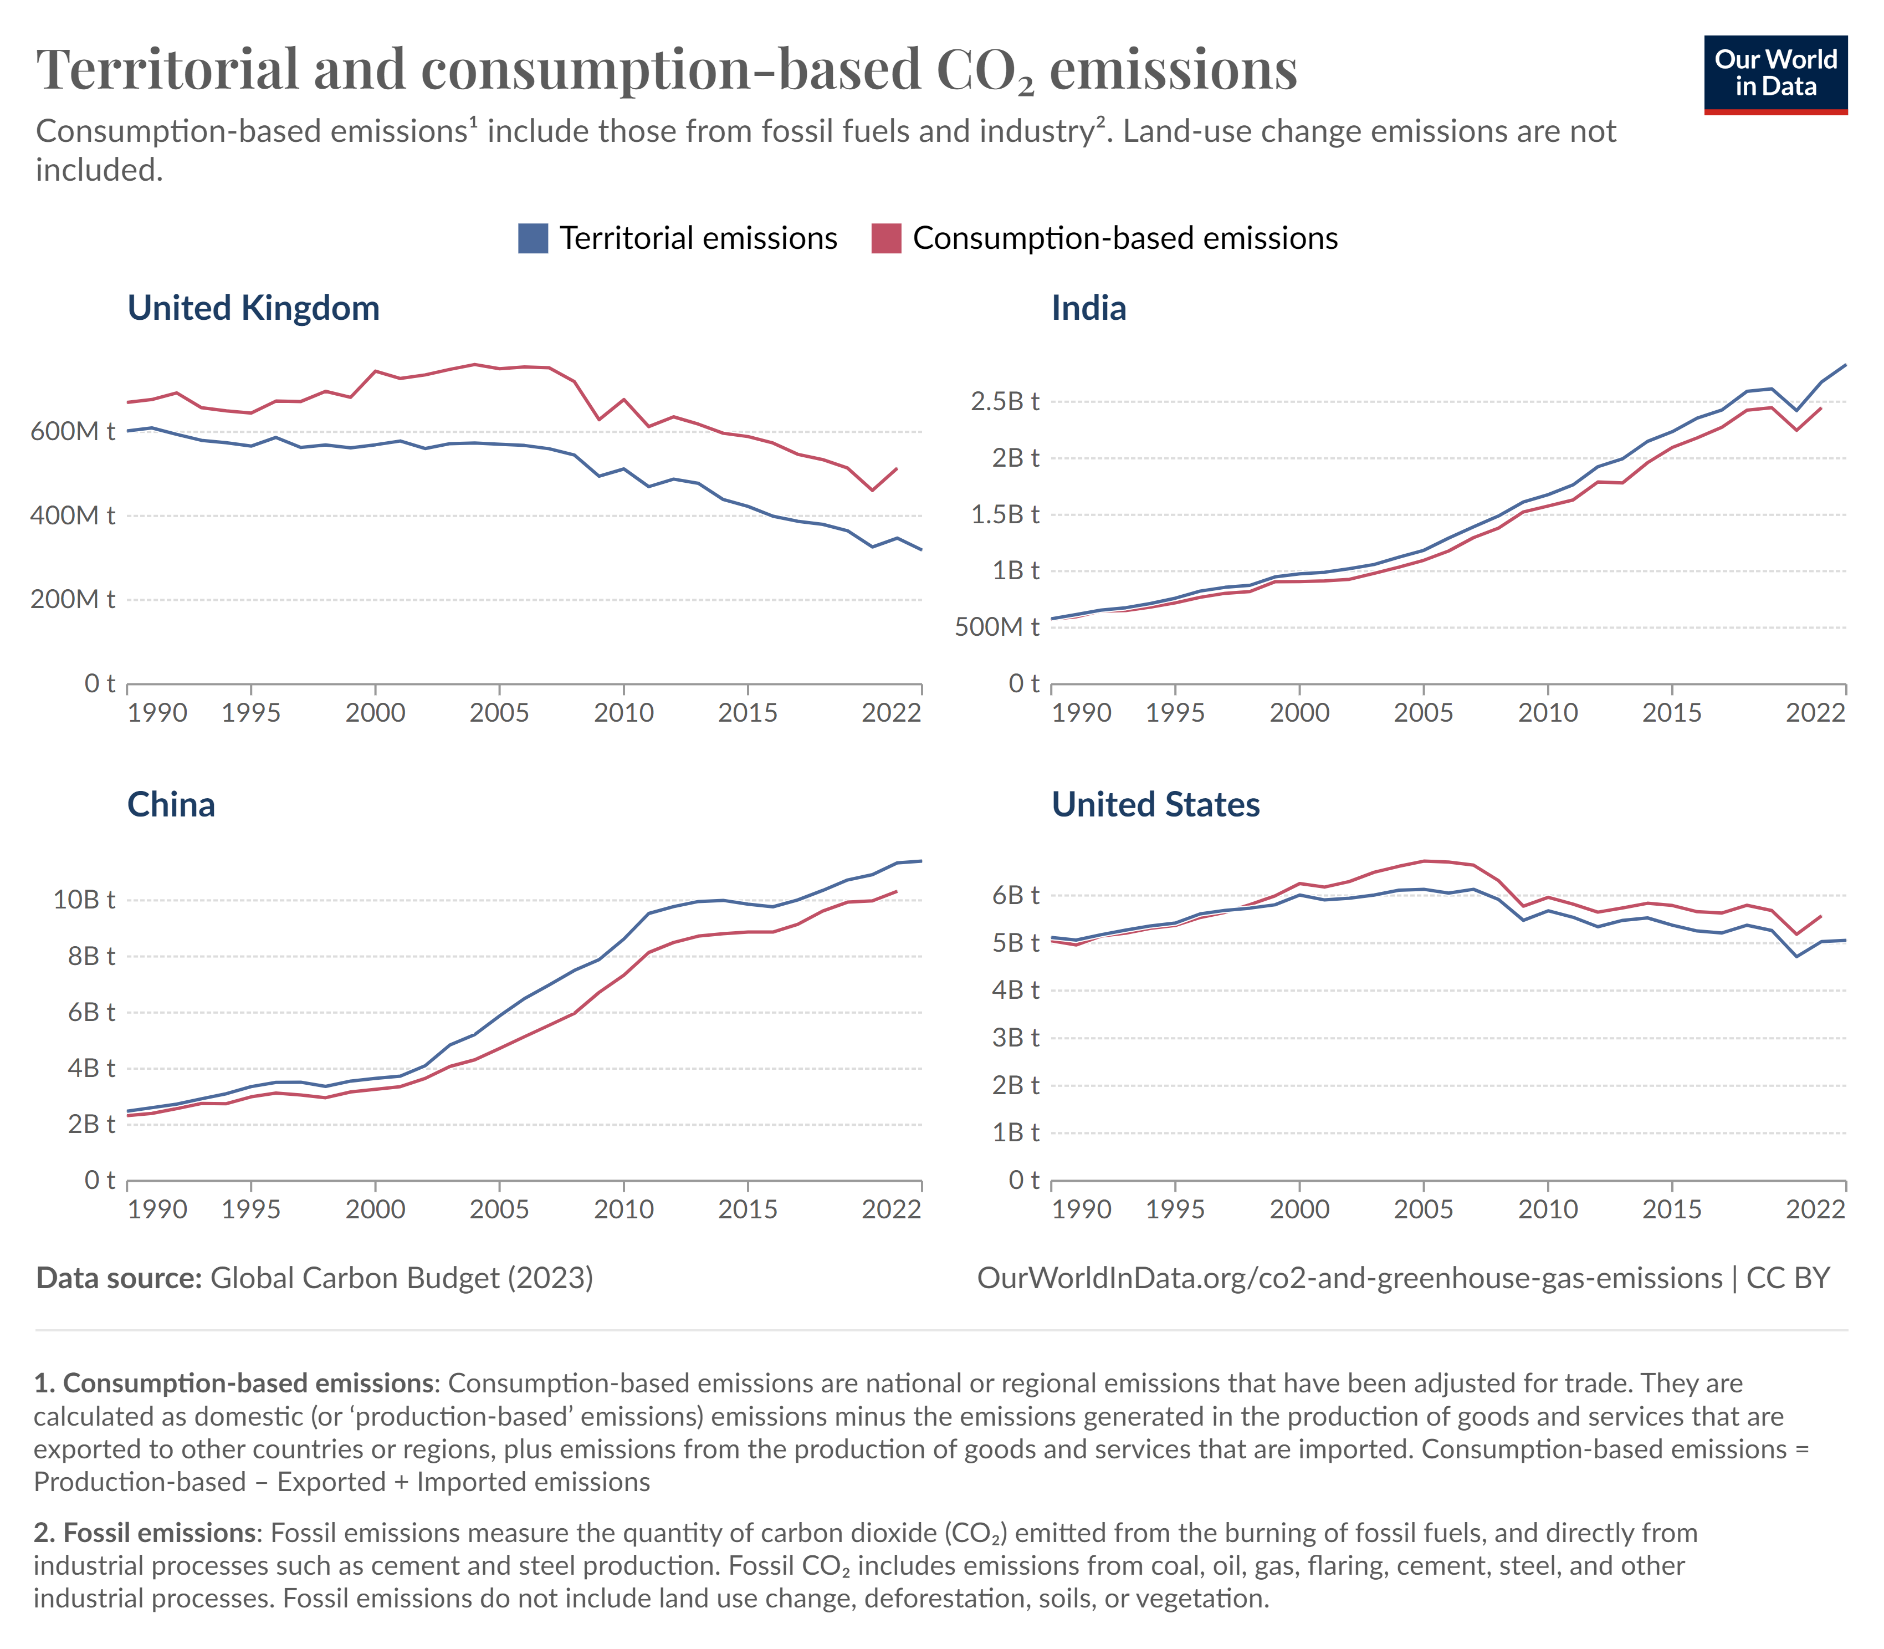 Territorial and consumption-based CO₂ emissions
Our World
in Data
Consumption-based emissions¹ include those from fossil fuels and industry². Land-use change emissions are not
included.
Territorial emissions
Consumption-based emissions
United Kingdom
600M t
400M t
200M t
0 t
1990 1995 2000 2005 2010 2015 2022
India
2.5B t
2B t
1.5B t
1B t
500M t
0 t
1990 1995 2000 2005 2010 2015 2022
China
10B t
8B t
6B t
4B t
2B t
0 t
1990 1995 2000 2005 2010 2015 2022
United States
6B t
5B t
4B t
3B t
2B t
1B t
0 t
1990 1995 2000 2005 2010 2015 2022
Data source: Global Carbon Budget (2023)
OurWorldInData.org/co2-and-greenhouse-gas-emissions | CC BY
1. Consumption-based emissions: Consumption-based emissions are national or regional emissions that have been adjusted for trade. They are
calculated as domestic (or ‘production-based’ emissions) emissions minus the emissions generated in the production of goods and services that are
exported to other countries or regions, plus emissions from the production of goods and services that are imported. Consumption-based emissions =
Production-based – Exported + Imported emissions
2. Fossil emissions: Fossil emissions measure the quantity of carbon dioxide (CO₂) emitted from the burning of fossil fuels, and directly from
industrial processes such as cement and steel production. Fossil CO₂ includes emissions from coal, oil, gas, flaring, cement, steel, and other
industrial processes. Fossil emissions do not include land use change, deforestation, soils, or vegetation.